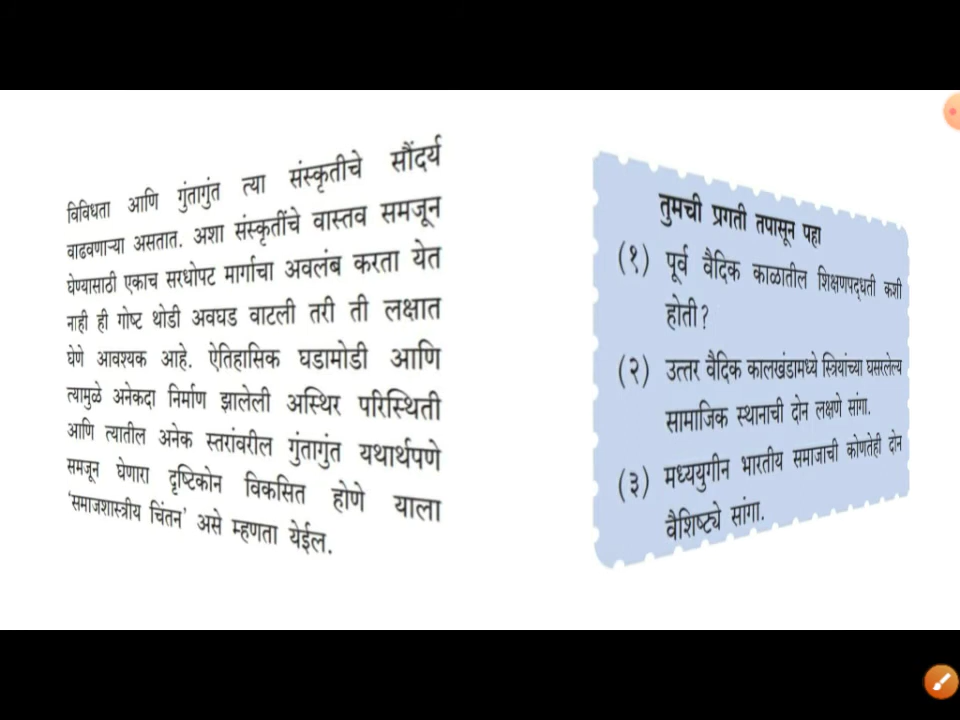 विविधता आणि गुंतागुंत त्या संस्कृतीचे सौंदर्य
वाढवणाऱ्या असतात. अशा संस्कृतींचे वास्तव समजून
घेण्यासाठी एकाच सरधोपट मार्गाचा अवलंब करता येत
नाही ही गोष्ट थोडी अवघड वाटली तरी ती लक्षात
घेणे आवश्यक आहे. ऐतिहासिक घडामोडी आणि
त्यामुळे अनेकदा निर्माण झालेली अस्थिर परिस्थिती
आणि त्यातील अनेक स्तरांवरील गुंतागुंत यथार्थपणे
समजून घेणारा दृष्टिकोन विकसित होणे याला
‘समाजशास्त्रीय चिंतन’ असे म्हणता येईल.
तुमची प्रगती तपासून पहा
(१) पूर्व वैदिक काळातील शिक्षणपद्धती कशी
होती?
(२) उत्तर वैदिक कालखंडामध्ये स्त्रियांच्या घसरलेल्य
सामाजिक स्थानाची दोन लक्षणे सांगा.
(३) मध्ययुगीन भारतीय समाजाची कोणतेही दोन
वैशिष्ट्ये सांगा.